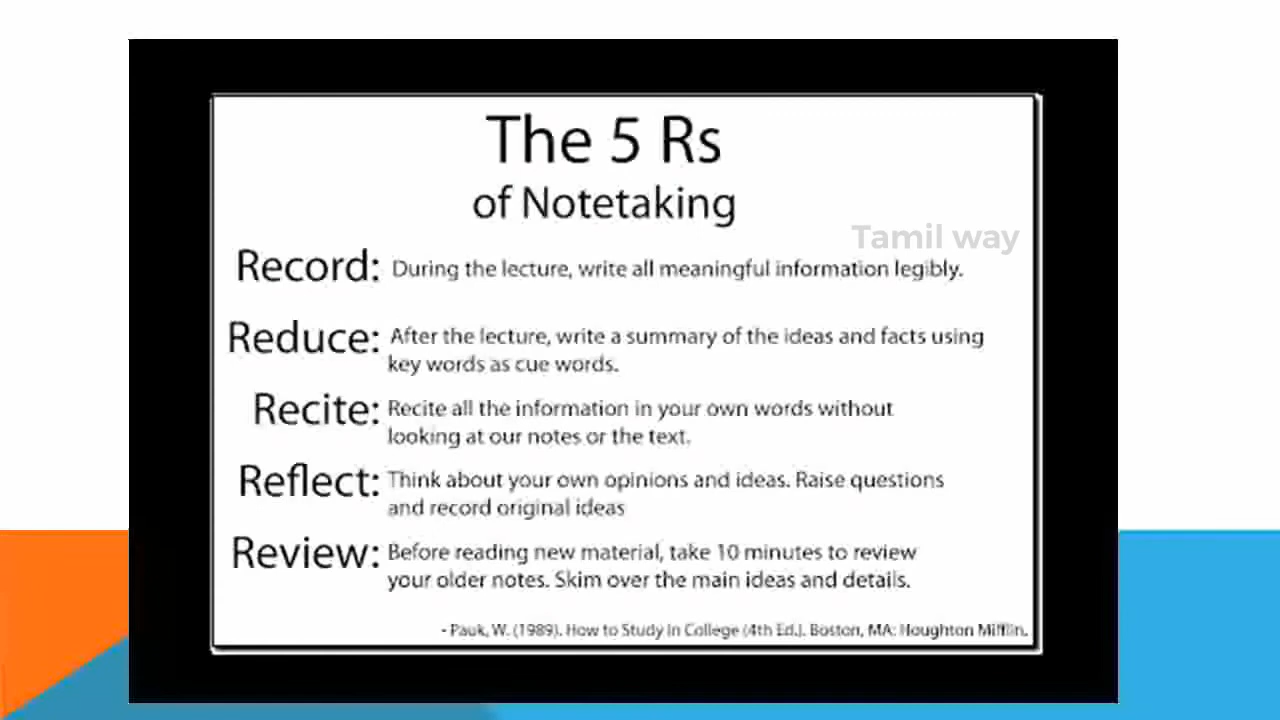 The 5 Rs
of Notetaking
Tamil way
Record: During the lecture, write all meaningful information legibly.
Reduce: After the lecture, write a summary of the ideas and facts using
key words as cue words.
Recite: Recite all the information in your own words without
looking at our notes or the text.
Reflect: Think about your own opinions and ideas. Raise questions
and record original ideas
Review: Before reading new material, take 10 minutes to review
your older notes. Skim over the main ideas and details.
- Pauk, W. (1989). How to Study In College (4th Ed.). Boston, MA: Houghton Mifflin.